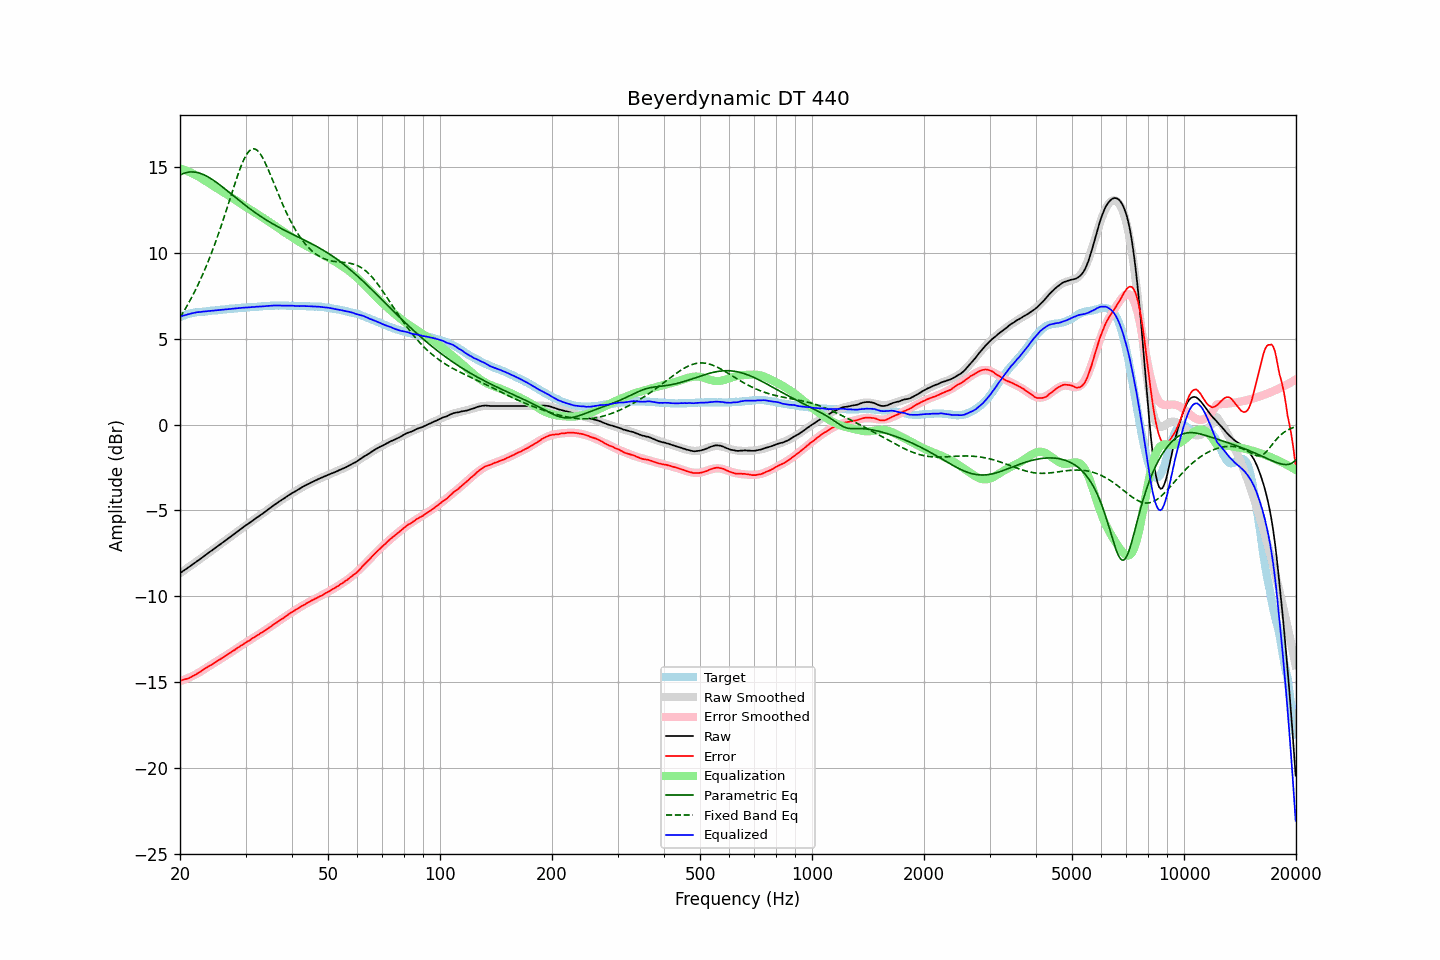 Beyerdynamic DT 440
Amplitude (dBr)
15
10
5
0
−5
−10
−15
−20
−25
20
50
100
200
500
1000
2000
5000
10000
20000
Frequency (Hz)
Target
Raw Smoothed
Error Smoothed
Raw
Error
Equalization
Parametric Eq
Fixed Band Eq
Equalized